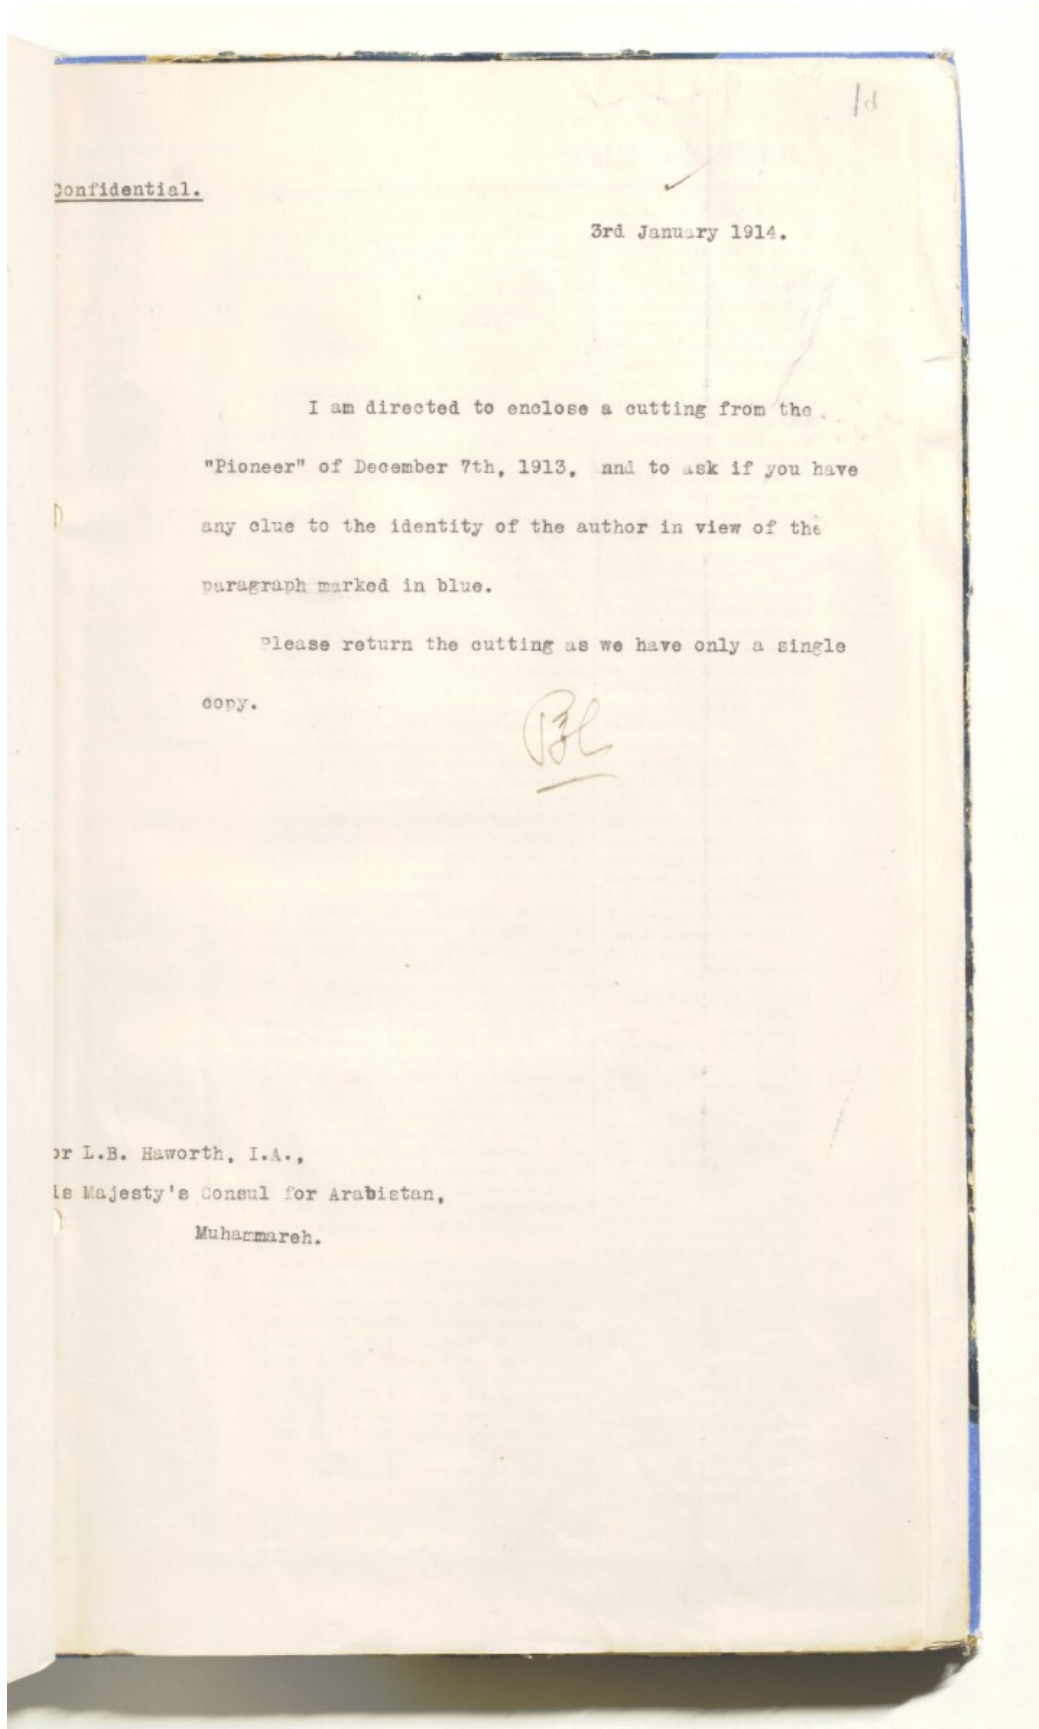 1d
Confidential.
3rd January 1914.
I am directed to enclose a cutting from the
"Pioneer" of December 7th, 1913, and to ask if you have
any clue to the identity of the author in view of the
paragraph marked in blue.
Please return the cutting as we have only a single
copy.
or L.B. Haworth, I.A.,
is Majesty's Consul for Arabistan,
Muhammareh.